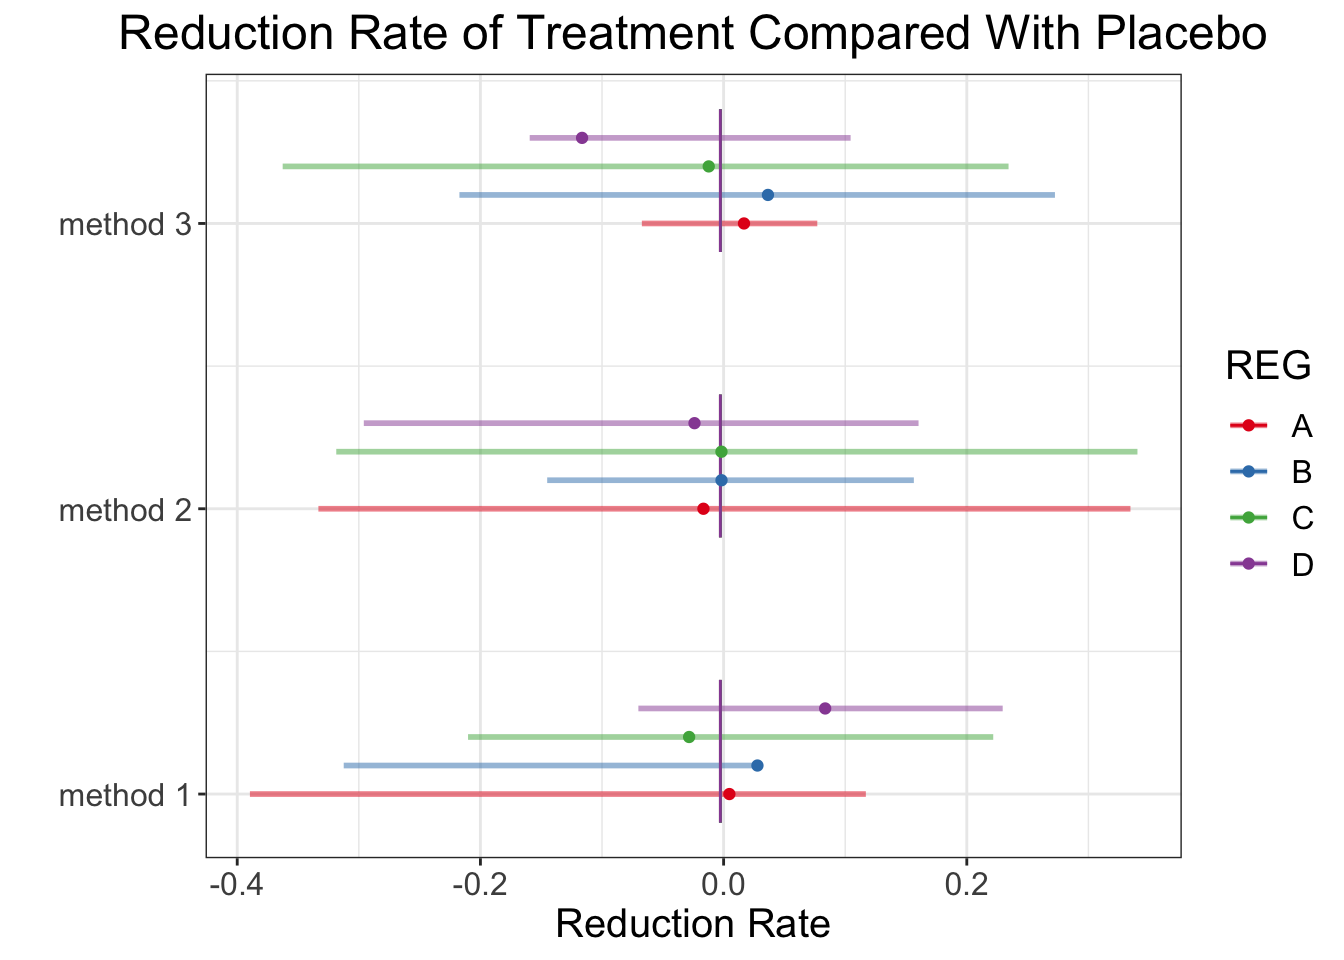 Reduction Rate of Treatment Compared With Placebo
method 3
method 2
method 1
-0.4 -0.2 0.0 0.2
Reduction Rate
REG
A
B
C
D